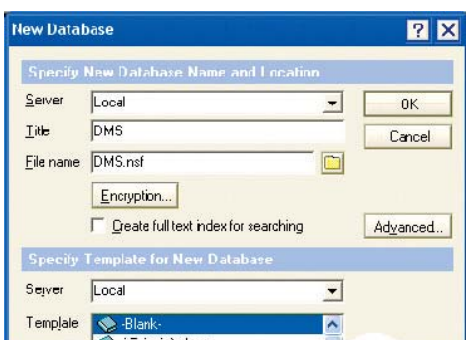 New Database
Specify New Database Name and Location
Server Local OK
Title DMS Cancel
File name DMS.nsf
Encryption...
Create full text index for searching Advanced...
Specify Template for New Database
Server Local
Template -Blank-